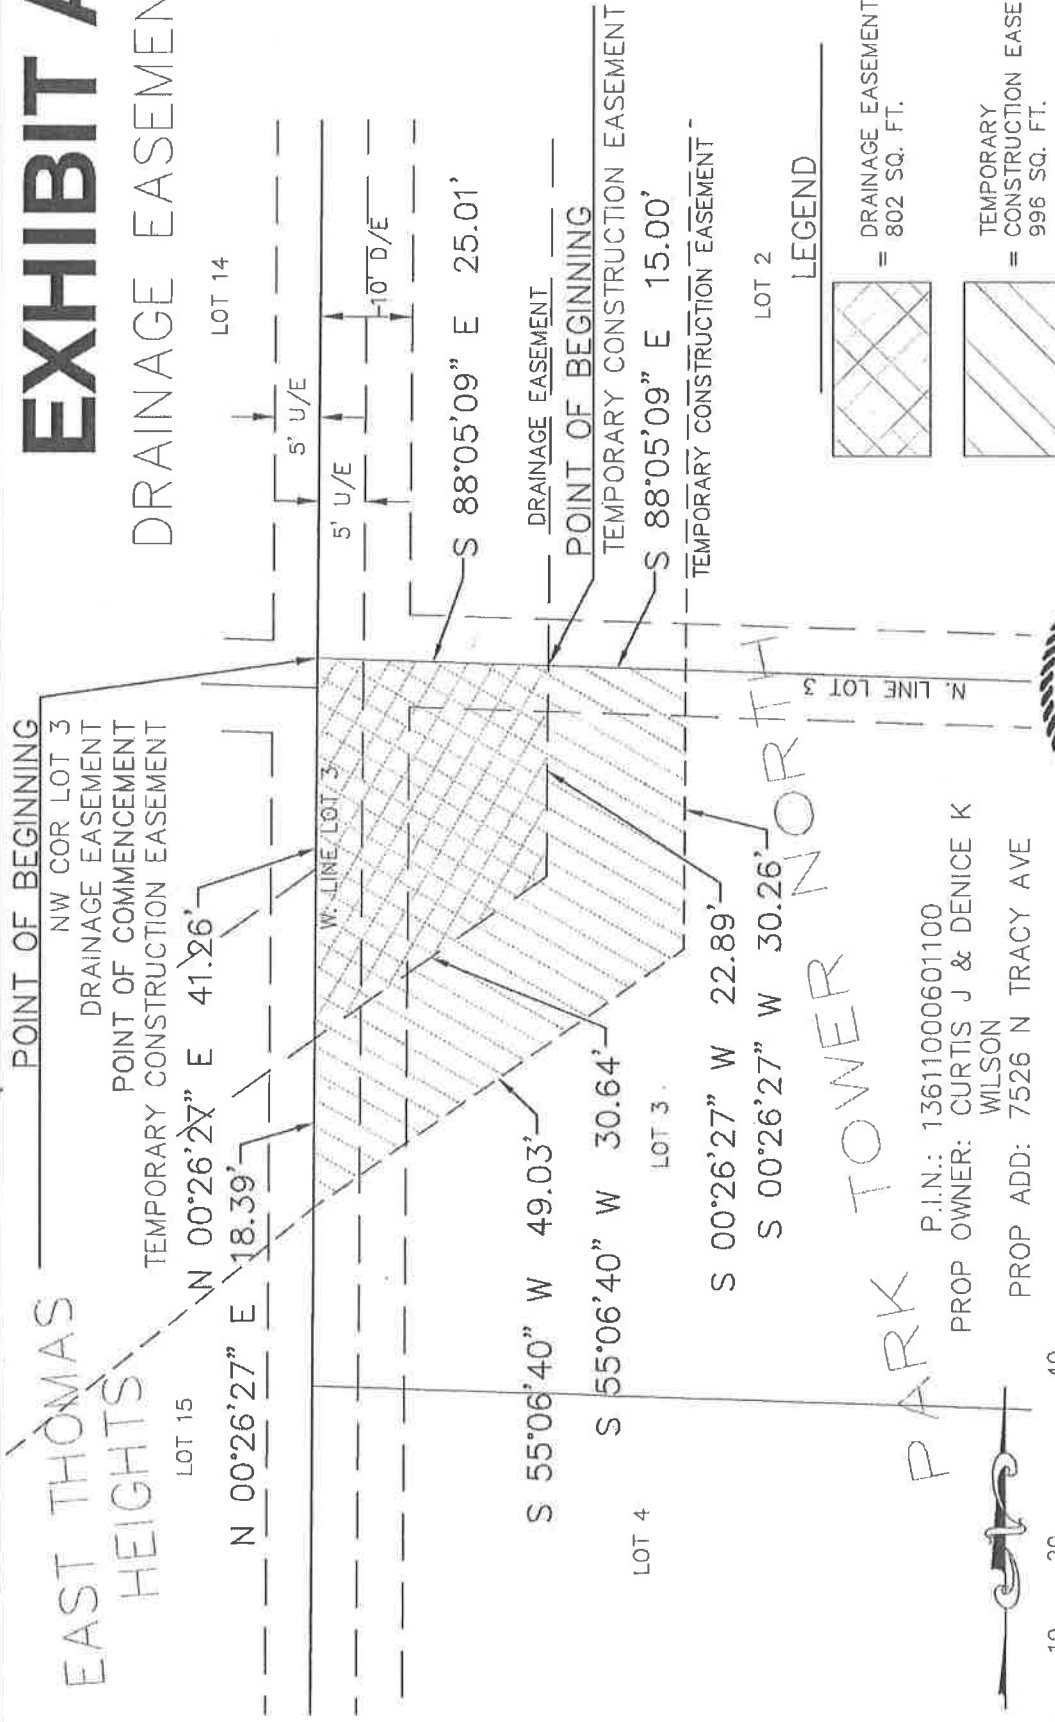 EXHIBIT A
DRAINAGE EASEMEN
POINT OF BEGINNING
NW COR LOT 3
DRAINAGE EASEMENT
POINT OF COMMENCEMENT
TEMPORARY CONSTRUCTION EASEMENT
N 00°26'27" E 41.26'
N 00°26'27" E 18.39'
EAST THOMAS
HEIGHTS
LOT 15
LOT 14
5' U/E
5' U/E
10' D/E
W. LINE LOT 3
S 88°05'09" E 25.01'
DRAINAGE EASEMENT
POINT OF BEGINNING
TEMPORARY CONSTRUCTION EASEMENT
S 88°05'09" E 15.00'
TEMPORARY CONSTRUCTION EASEMENT
S 55°06'40" W 49.03'
S 55°06'40" W 30.64'
LOT 3
LOT 4
S 00°26'27" W 22.89'
S 00°26'27" W 30.26'
N. LINE LOT 3
LOT 2
PARK TOWER NORTH
P.I.N.: 13611000601100
PROP OWNER: CURTIS J & DENICE K
WILSON
PROP ADD: 7526 N TRACY AVE
LEGEND
= DRAINAGE EASEMENT
802 SQ. FT.
TEMPORARY
= CONSTRUCTION EASE
996 SQ. FT.